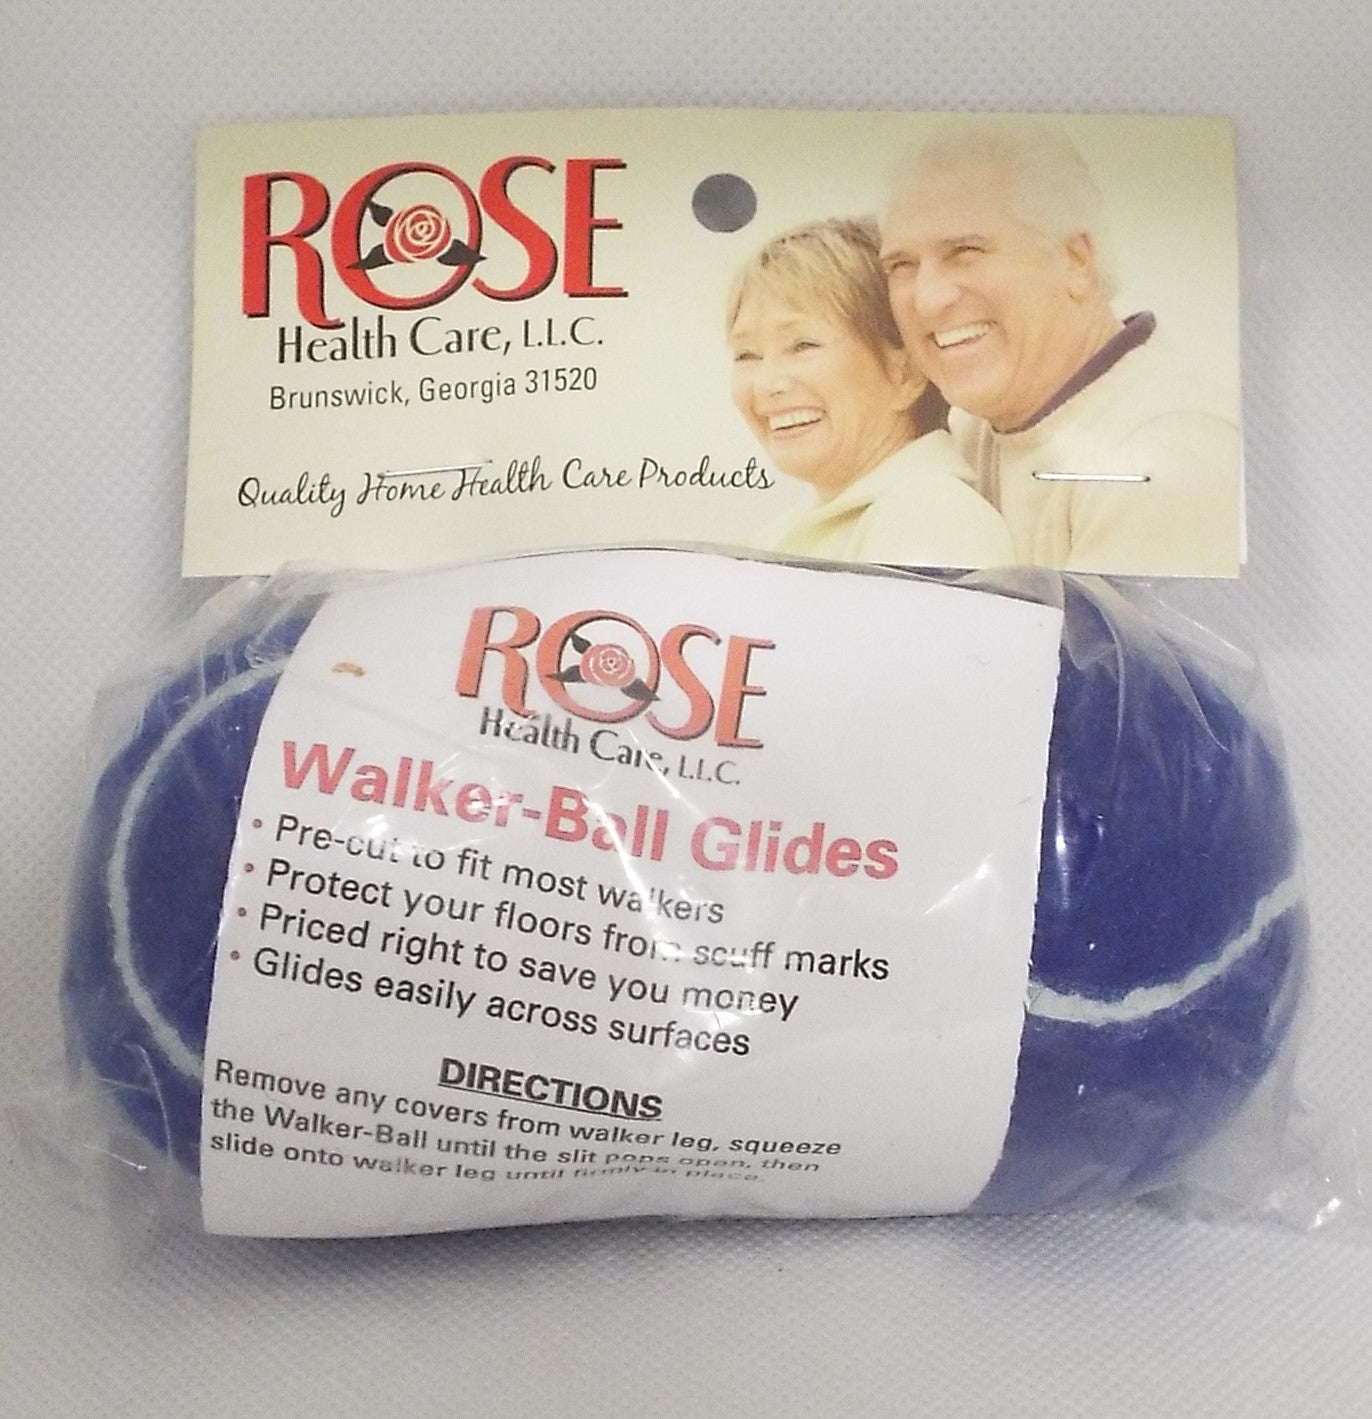 ROSE
Health Care, L.L.C.
Brunswick, Georgia 31520
Quality Home Health Care Products
ROSE
Health Care, L.L.C.
Walker-Ball Glides
• Pre-cut to fit most walkers
• Protect your floors from scuff marks
• Priced right to save you money
• Glides easily across surfaces
DIRECTIONS
Remove any covers from walker leg, squeeze
the Walker-Ball until the slit pops open, then
slide onto walker leg until firmly in place.